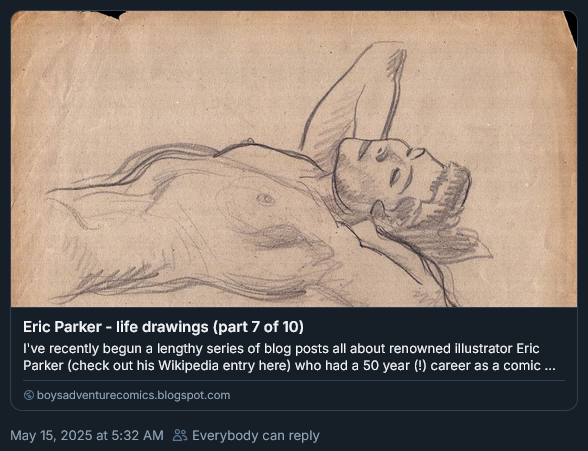 Eric Parker - life drawings (part 7 of 10)
I've recently begun a lengthy series of blog posts all about renowned illustrator Eric
Parker (check out his Wikipedia entry here) who had a 50 year (!) career as a comic ...
boysadventurecomics.blogspot.com
May 15, 2025 at 5:32 AM Everybody can reply